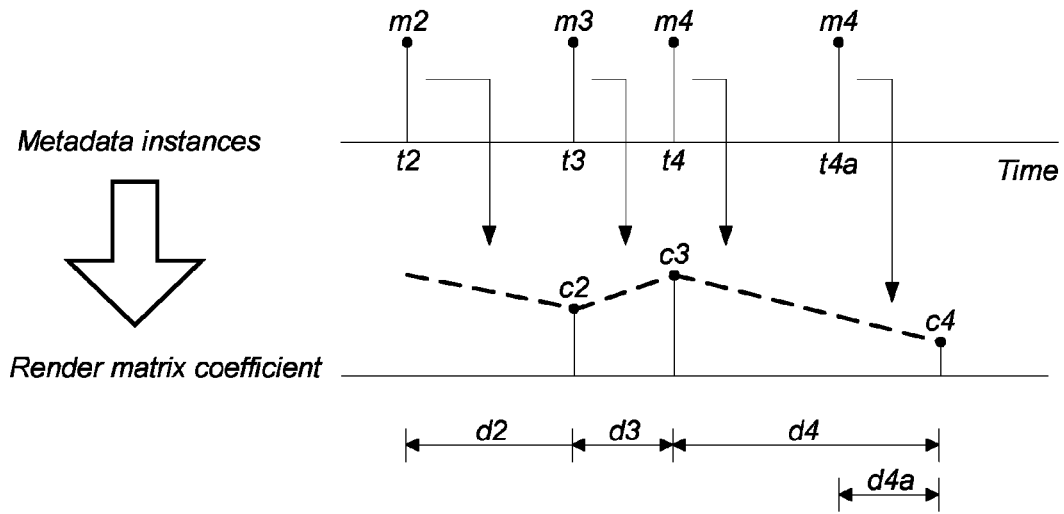 m2 m3 m4 m4
Metadata instances
t2 t3 t4 t4a
Time
c3
c2
c4
Render matrix coefficient
d2 d3 d4
d4a